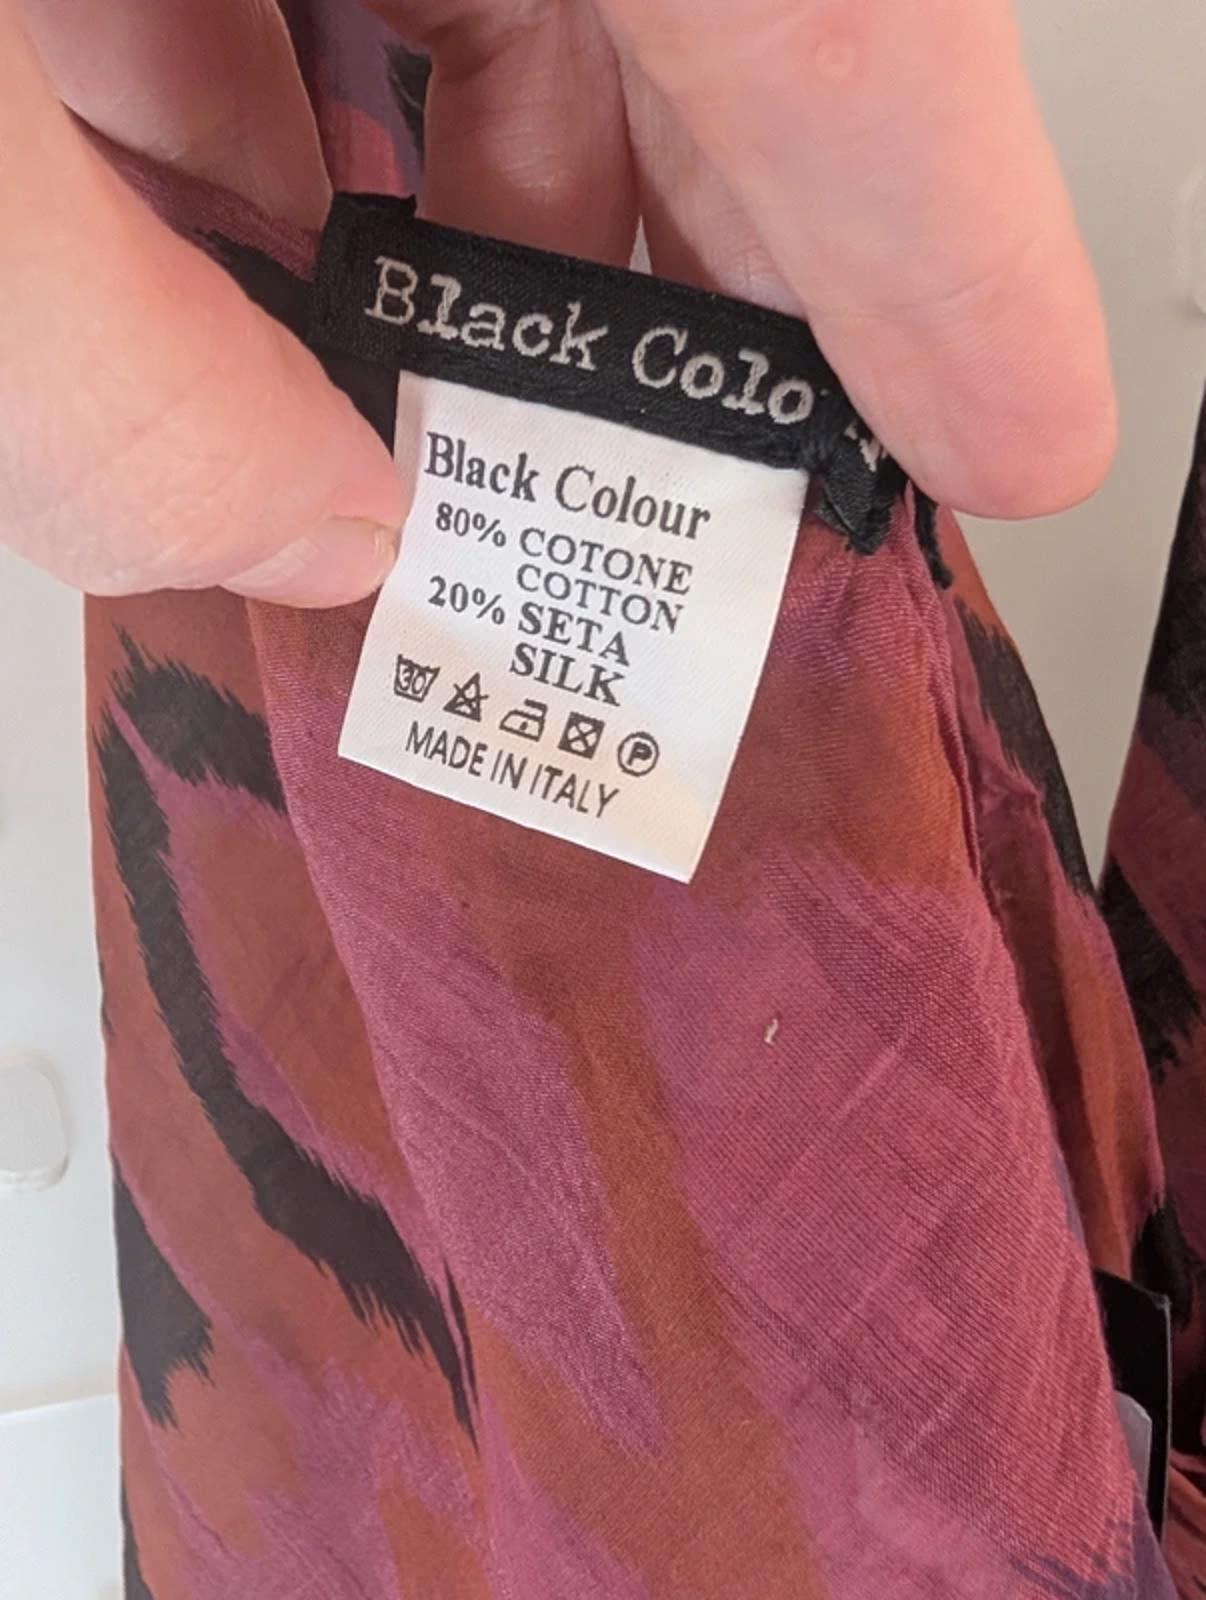 Black Colo
Black Colour
80% COTONE
COTTON
20% SETA
SILK
30 P
MADE IN ITALY